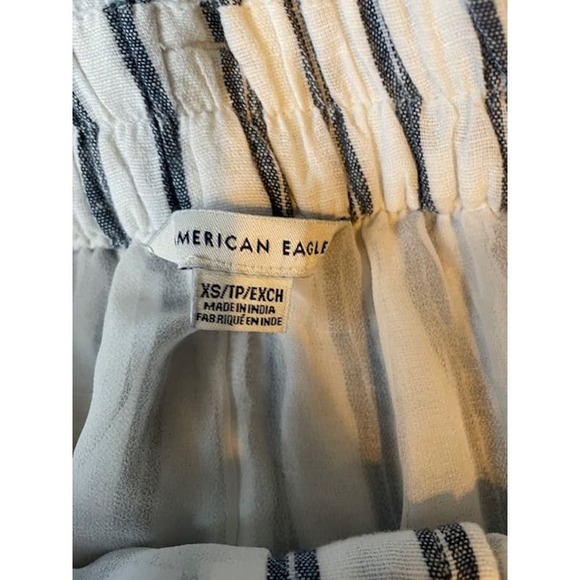 AMERICAN EAGLE
XS/TP/EXCH
MADE IN INDIA
FABRIQUÉ EN INDE